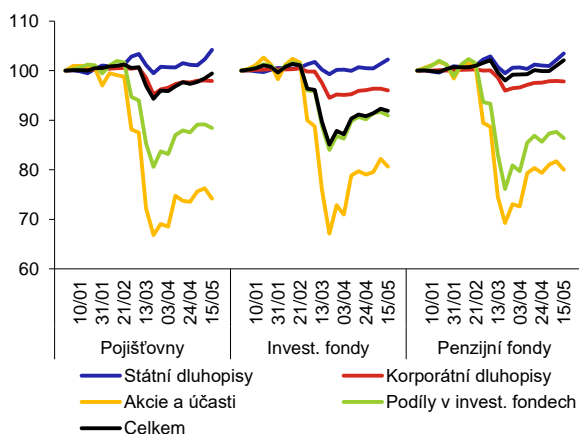 110
100
90
80
70
60
10/01 31/01 21/02 13/03 03/04 24/04 15/05 10/01 31/01 21/02 13/03 03/04 24/04 15/05 10/01 31/01 21/02 13/03 03/04 24/04 15/05
Pojišťovny Invest. fondy Penzijní fondy
Státní dluhopisy Korporátní dluhopisy
Akcie a účasti Podíly v invest. fondech
Celkem